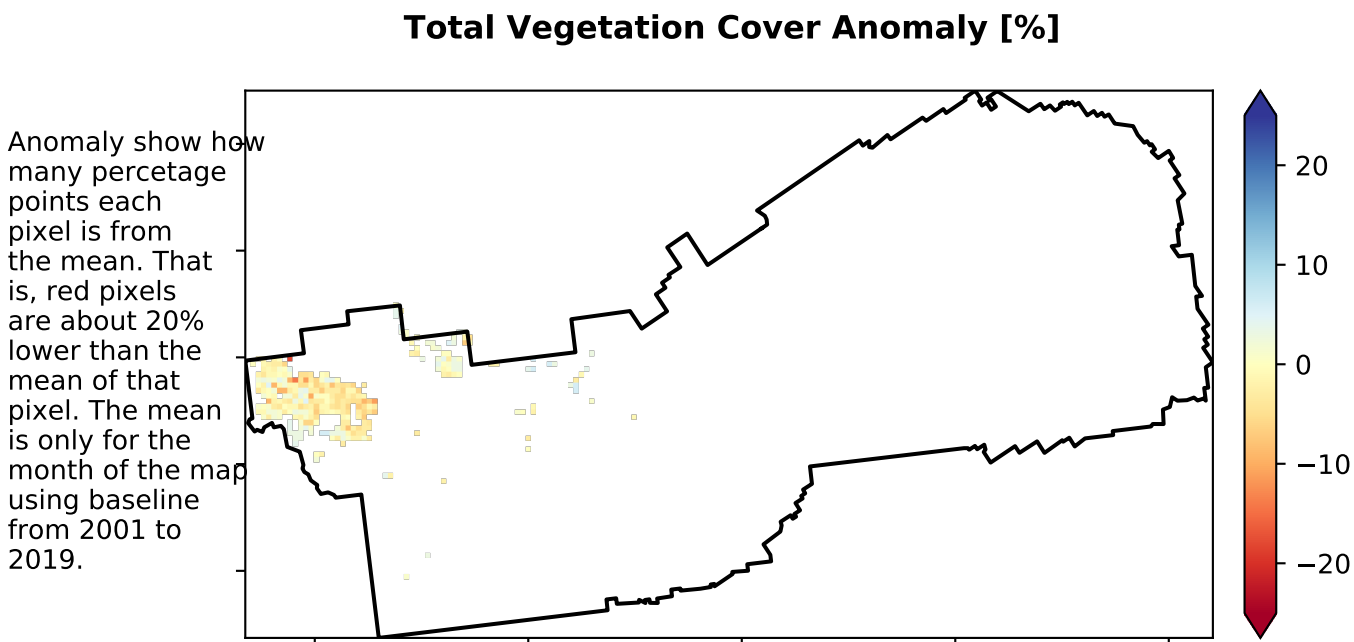 Total Vegetation Cover Anomaly [%]
Anomaly show how
many percetage
points each
pixel is from
the mean. That
is, red pixels
are about 20%
lower than the
mean of that
pixel. The mean
is only for the
month of the map
using baseline
from 2001 to
2019.
20
10
0
−10
−20